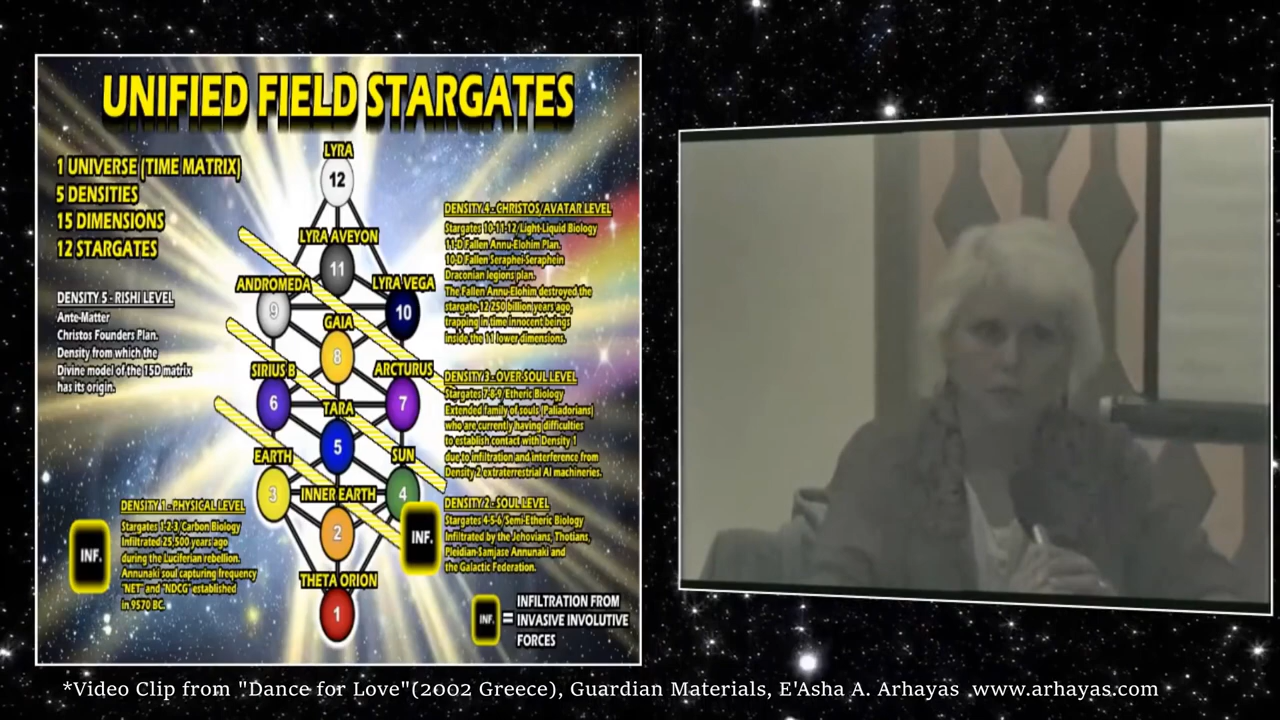 UNIFIED FIELD STARGATES
1 UNIVERSE (TIME MATRIX)
5 DENSITIES
15 DIMENSIONS
12 STARGATES
DENSITY 5 - RISHI LEVEL
Ante-Matter
Christos Founders Plan.
Density from which the
Divine model of the 15D matrix
has its origin.
LYRA
12
LYRA AVEYON
11
ANDROMEDA
9
LYRA VEGA
10
GAIA
8
SIRIUS B
6
ARCTURUS
7
TARA
5
EARTH
3
SUN
4
INNER EARTH
2
THETA ORION
1
DENSITY 4 - CHRISTOS/AVATAR LEVEL
Stargates 10-11-12/Light-Liquid Biology
11-D Fallen Annu-Elohim Plan.
10-D Fallen Seraphei-Seraphein
Draconian legions plan.
The Fallen Annu-Elohim destroyed the
stargate-12 250 billion years ago,
trapping in time innocent beings
inside the 11 lower dimensions.
DENSITY 3 - OVER-SOUL LEVEL
Stargates 7-8-9/Etheric Biology
Extended family of souls (Paliadorians)
who are currently having difficulties
to establish contact with Density 1
due to infiltration and interference from
Density 2 extraterrestrial AI machineries.
DENSITY 2 - SOUL LEVEL
Stargates 4-5-6/Semi-Etheric Biology
Infiltrated by the Jehovians, Thotians,
Pleidian-Samjase Annunaki and
the Galactic Federation.
INF.
DENSITY 1 - PHYSICAL LEVEL
Stargates 1-2-3/Carbon Biology
Infiltrated 25,500 years ago
during the Luciferian rebellion.
Annunaki soul capturing frequency
"NET" and "NDCG" established
in 9570 BC.
INF.
INF.
=
INFILTRATION FROM
INVASIVE INVOLUTIVE
FORCES
*Video Clip from "Dance for Love"(2002 Greece), Guardian Materials, E'Asha A. Arhayas www.arhayas.com